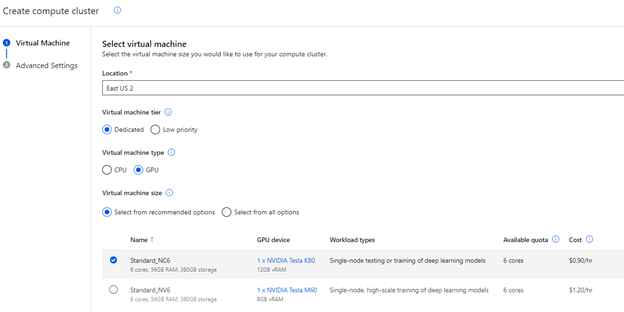 Create compute cluster
1 Virtual Machine
2 Advanced Settings
Select virtual machine
Select the virtual machine size you would like to use for your compute cluster.
Location *
East US 2
Virtual machine tier
Dedicated Low priority
Virtual machine type
CPU GPU
Virtual machine size
Select from recommended options Select from all options
Name ↑ GPU device Workload types Available quota Cost
Standard_NC6 1 x NVIDIA Tesla K80 Single-node testing or training of deep learning models 6 cores $0.90/hr
6 cores, 56GB RAM, 380GB storage 12GB vRAM
Standard_NV6 1 x NVIDIA Tesla M60 Single-node, high-scale training of deep learning models 6 cores $1.20/hr
6 cores, 56GB RAM, 380GB storage 8GB vRAM